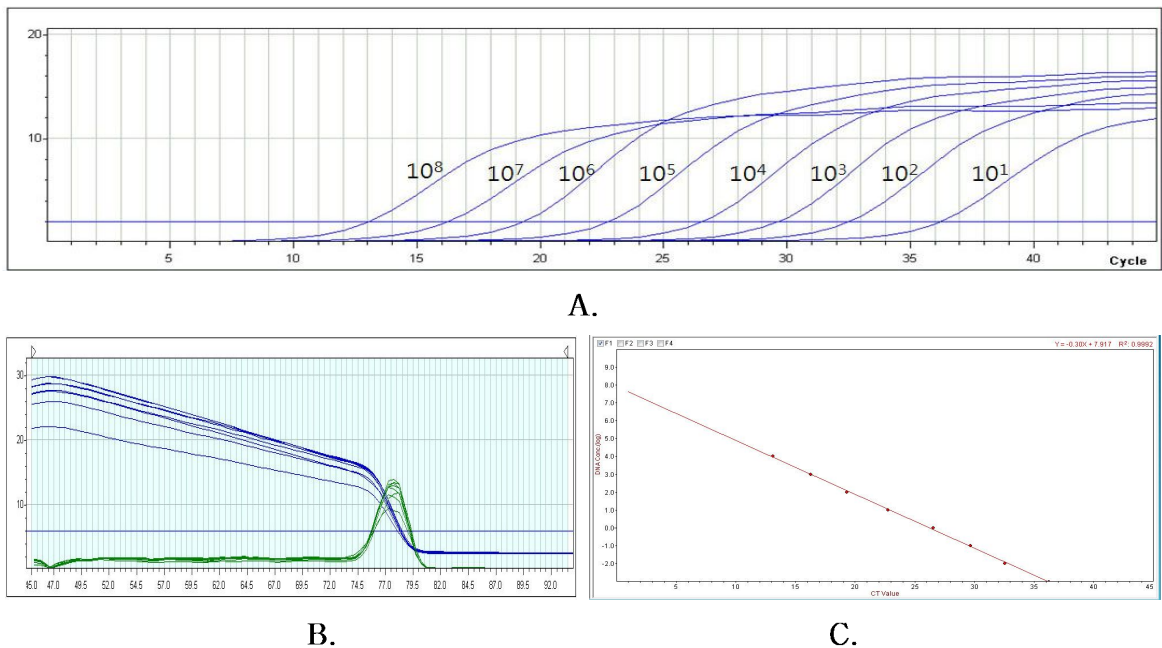 20
10
10⁸ 10⁷ 10⁶ 10⁵ 10⁴ 10³ 10² 10¹
5 10 15 20 25 30 35 40 Cycle
A.
30
20
10
45.0 47.0 49.5 52.0 54.5 57.0 59.5 62.0 64.5 67.0 69.5 72.0 74.5 77.0 79.5 82.0 84.5 87.0 89.5 92.0
B.
F1 F2 F3 F4 Y = -0.30X + 7.917 R²: 0.9992
9.0
8.0
7.0
6.0
5.0
4.0
3.0
2.0
1.0
0.0
-1.0
-2.0
DNA Conc.(log)
5 10 15 20 25 30 35 40 45
CT Value
C.